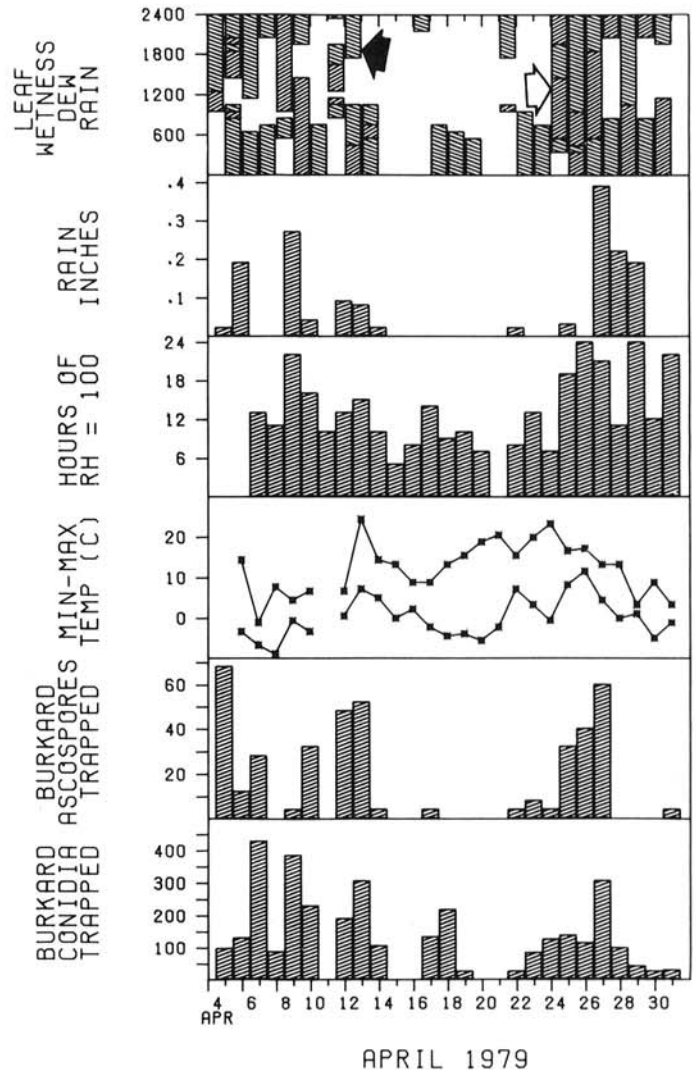 LEAF
WETNESS
DEW
RAIN
2400
1800
1200
600
RAIN
INCHES
.4
.3
.2
.1
HOURS OF
RH = 100
24
18
12
6
MIN-MAX
TEMP (C)
20
10
0
BURKARD
ASCOSPORES
TRAPPED
60
40
20
BURKARD
CONIDIA
TRAPPED
400
300
200
100
4 6 8 10 12 14 16 18 20 22 24 26 28 30
APR
APRIL 1979